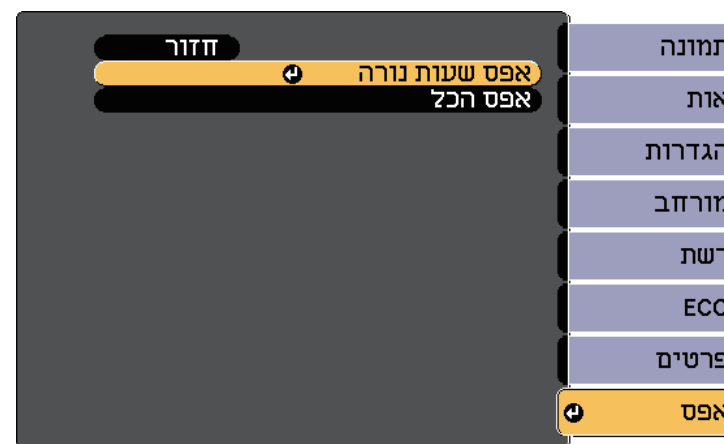 תמונה
אות
הגדרות
מורחב
רשת
ECO
פרטים
אפס
חזור
אפס שעות נורה
אפס הכל